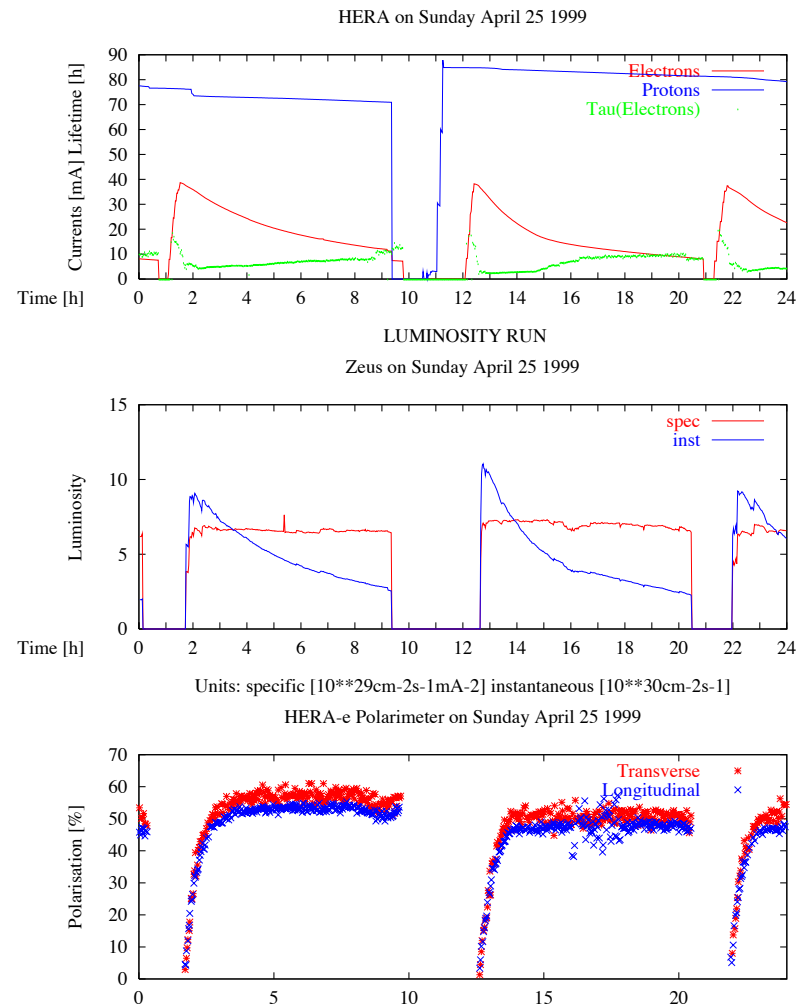 HERA on Sunday April 25 1999
90
80
70
60
50
40
30
20
10
0
Currents [mA] Lifetime [h]
Electrons
Protons
Tau(Electrons)
0 2 4 6 8 10 12 14 16 18 20 22 24
Time [h]
LUMINOSITY RUN
Zeus on Sunday April 25 1999
15
10
5
0
Luminosity
spec
inst
0 2 4 6 8 10 12 14 16 18 20 22 24
Time [h]
Units: specific [10**29cm-2s-1mA-2] instantaneous [10**30cm-2s-1]
HERA-e Polarimeter on Sunday April 25 1999
70
60
50
40
30
20
10
0
Polarisation [%]
Transverse
Longitudinal
0 5 10 15 20